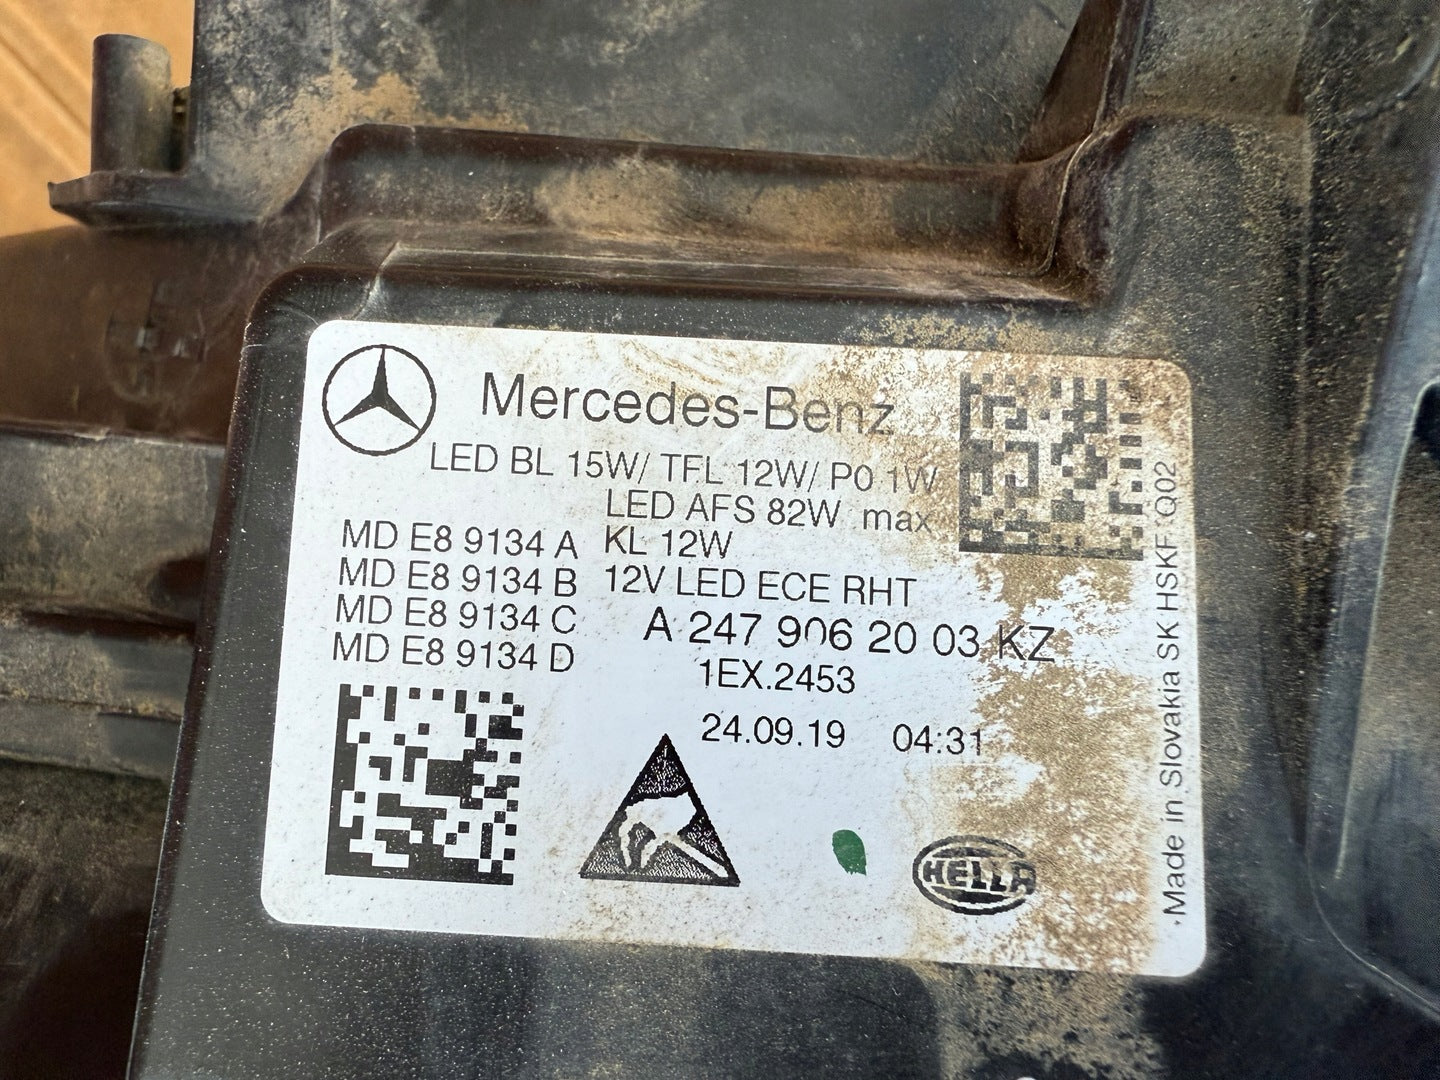 Mercedes-Benz
LED BL 15W/ TFL 12W/ PO 1W
LED AFS 82W max
MD E8 9134 A KL 12W
MD E8 9134 B 12V LED ECE RHT
MD E8 9134 C A 247 906 20 03 KZ
MD E8 9134 D 1EX.2453
24.09.19 04:31
HELLA
Made in Slovakia SK HSKF Q02